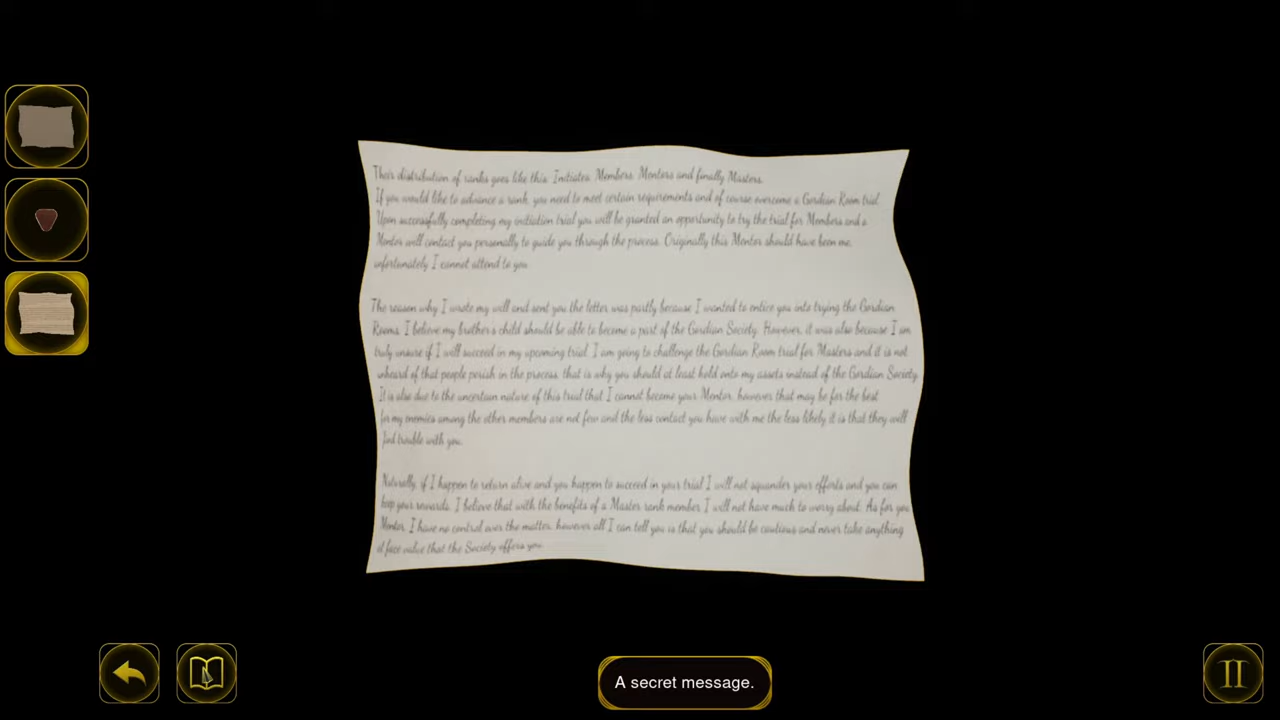 Their distribution of ranks goes like this: Initiates, Members, Mentors and finally Masters.
If you would like to advance a rank, you need to meet certain requirements and of course overcome a Gordian Room trial.
Upon successfully completing my initiation trial you will be granted an opportunity to try the trial for Members and a
Mentor will contact you personally to guide you through the process. Originally this Mentor should have been me,
unfortunately I cannot attend to you.
The reason why I wrote my will and sent you the letter was partly because I wanted to entice you into trying the Gordian
Rooms. I believe my brother's child should be able to become a part of the Gordian Society. However, it was also because I am
truly unsure if I will succeed in my upcoming trial. I am going to challenge the Gordian Room trial for Masters and it is not
unheard of that people perish in the process, that is why you should at least hold onto my assets instead of the Gordian Society.
It is also due to the uncertain nature of this trial that I cannot become your Mentor, however that may be for the best
for my enemies among the other members are not few and the less contact you have with me the less likely it is that they will
find trouble with you.
Naturally, if I happen to return alive and you happen to succeed in your trial I will not squander your efforts and you can
keep your rewards. I believe that with the benefits of a Master rank member I will not have much to worry about. As for you
Mentor, I have no control over the matter, however all I can tell you is that you should be cautious and never take anything
at face value that the Society offers you.
A secret message.